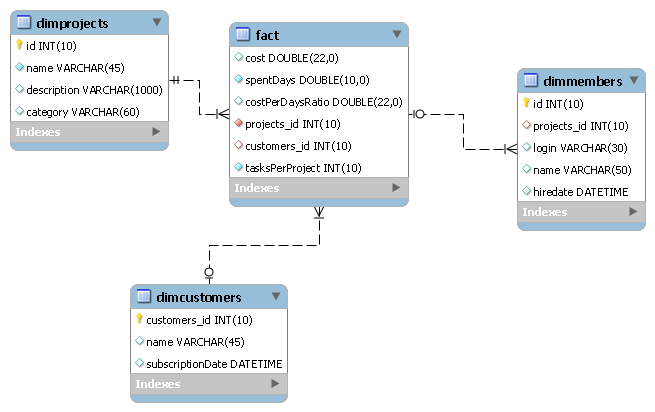 dimprojects
id INT(10)
name VARCHAR(45)
description VARCHAR(1000)
category VARCHAR(60)
Indexes
fact
cost DOUBLE(22,0)
spentDays DOUBLE(10,0)
costPerDaysRatio DOUBLE(22,0)
projects_id INT(10)
customers_id INT(10)
tasksPerProject INT(10)
Indexes
dimmembers
id INT(10)
projects_id INT(10)
login VARCHAR(30)
name VARCHAR(50)
hiredate DATETIME
Indexes
dimcustomers
customers_id INT(10)
name VARCHAR(45)
subscriptionDate DATETIME
Indexes